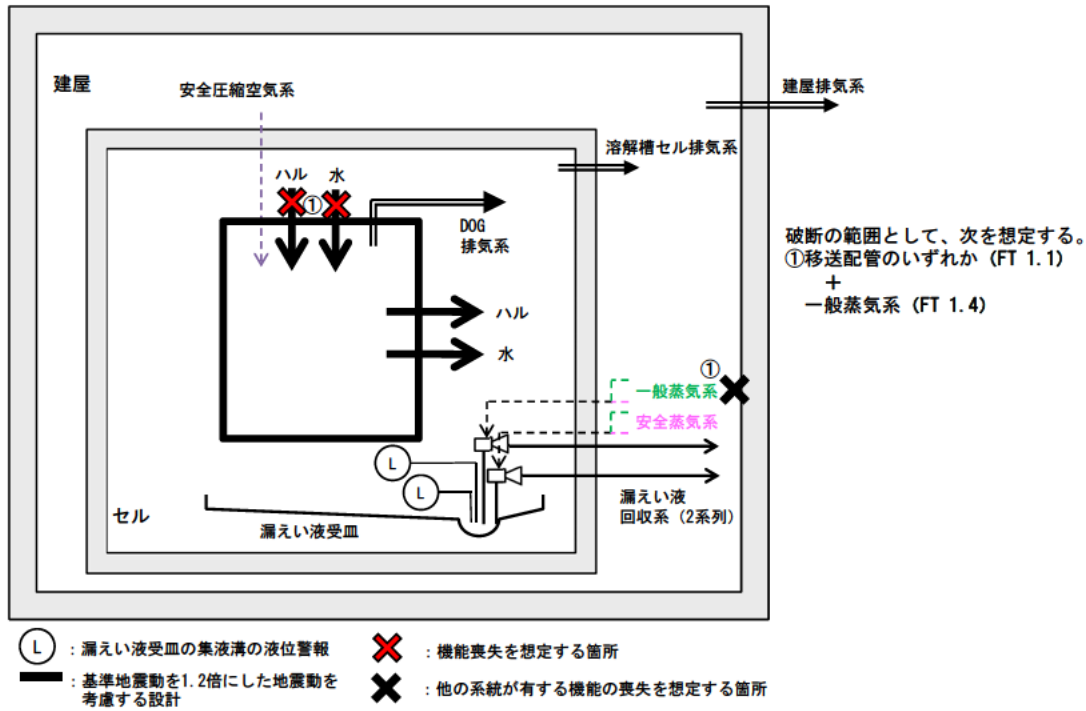 建屋
安全圧縮空気系
建屋排気系
溶解槽セル排気系
ハル
水
①
DOG
排気系
破断の範囲として、次を想定する。
①移送配管のいずれか（FT 1.1）
＋
一般蒸気系（FT 1.4）
ハル
水
①
一般蒸気系
安全蒸気系
L
L
漏えい液
回収系（2系列）
セル
漏えい液受皿
L ：漏えい液受皿の集液溝の液位警報
：機能喪失を想定する箇所
：基準地震動を1.2倍にした地震動を
考慮する設計
：他の系統が有する機能の喪失を想定する箇所